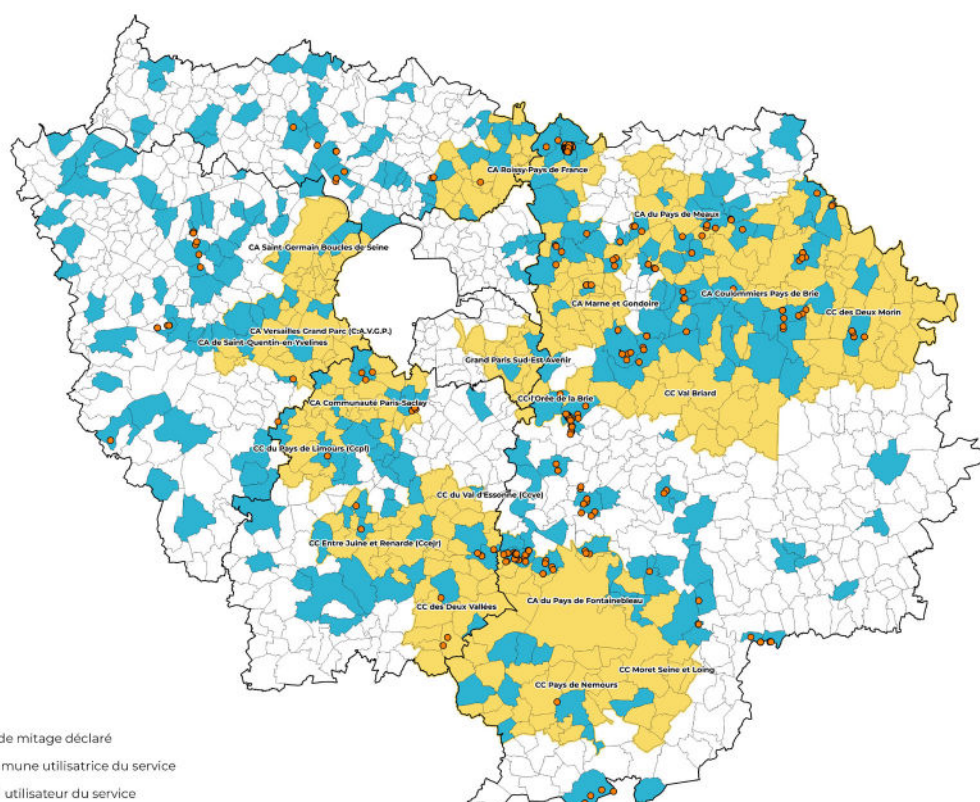 CA Roissy-Pays de France
CA du Pays de Meaux
CA Saint-Germain Boucles de Seine
CA Coulommiers Pays de Brie
CA Marne et Gondoire
CC des Deux Morin
CA Versailles Grand Parc (C.A.V.G.P.)
CA de Saint-Quentin-en-Yvelines
Grand Paris Sud Est Avenir
CC Val Briard
CC l'Orée de la Brie
CA Communauté Paris-Saclay
CC du Pays de Limours (Ccpl)
CC du Val d'Essonne (Ccve)
CC Entre Juine et Renarde (Ccejr)
CA du Pays de Fontainebleau
CC des Deux Vallées
CC Moret Seine et Loing
CC Pays de Nemours
de mitage déclaré
mune utilisatrice du service
utilisateur du service